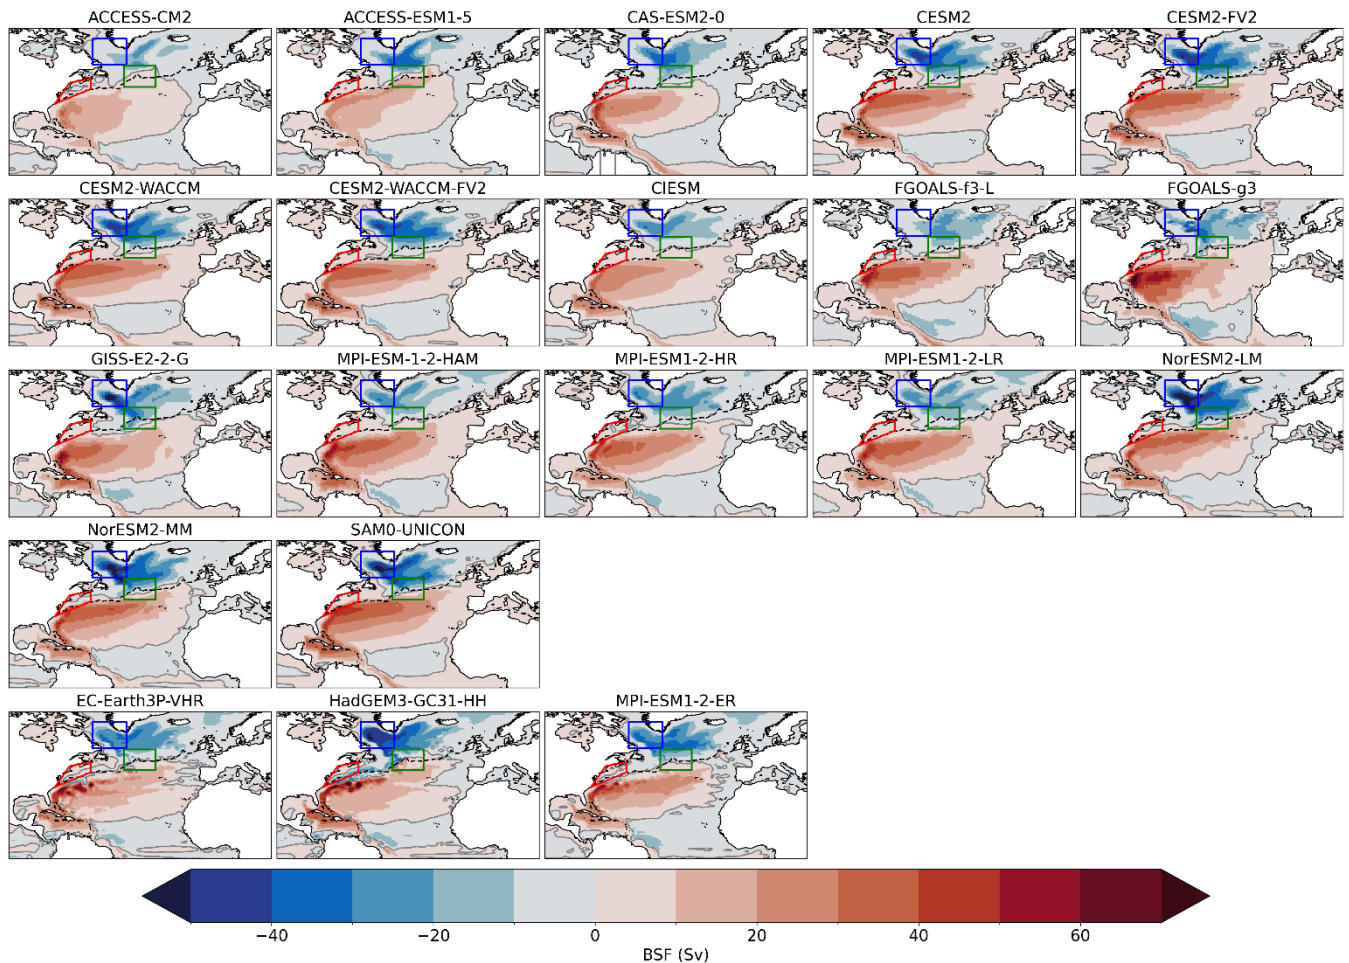 ACCESS-CM2 ACCESS-ESM1-5 CAS-ESM2-0 CESM2 CESM2-FV2
CESM2-WACCM CESM2-WACCM-FV2 CIESM FGOALS-f3-L FGOALS-g3
GISS-E2-2-G MPI-ESM-1-2-HAM MPI-ESM1-2-HR MPI-ESM1-2-LR NorESM2-LM
NorESM2-MM SAM0-UNICON
EC-Earth3P-VHR HadGEM3-GC31-HH MPI-ESM1-2-ER
−40 −20 0 20 40 60
BSF (Sv)